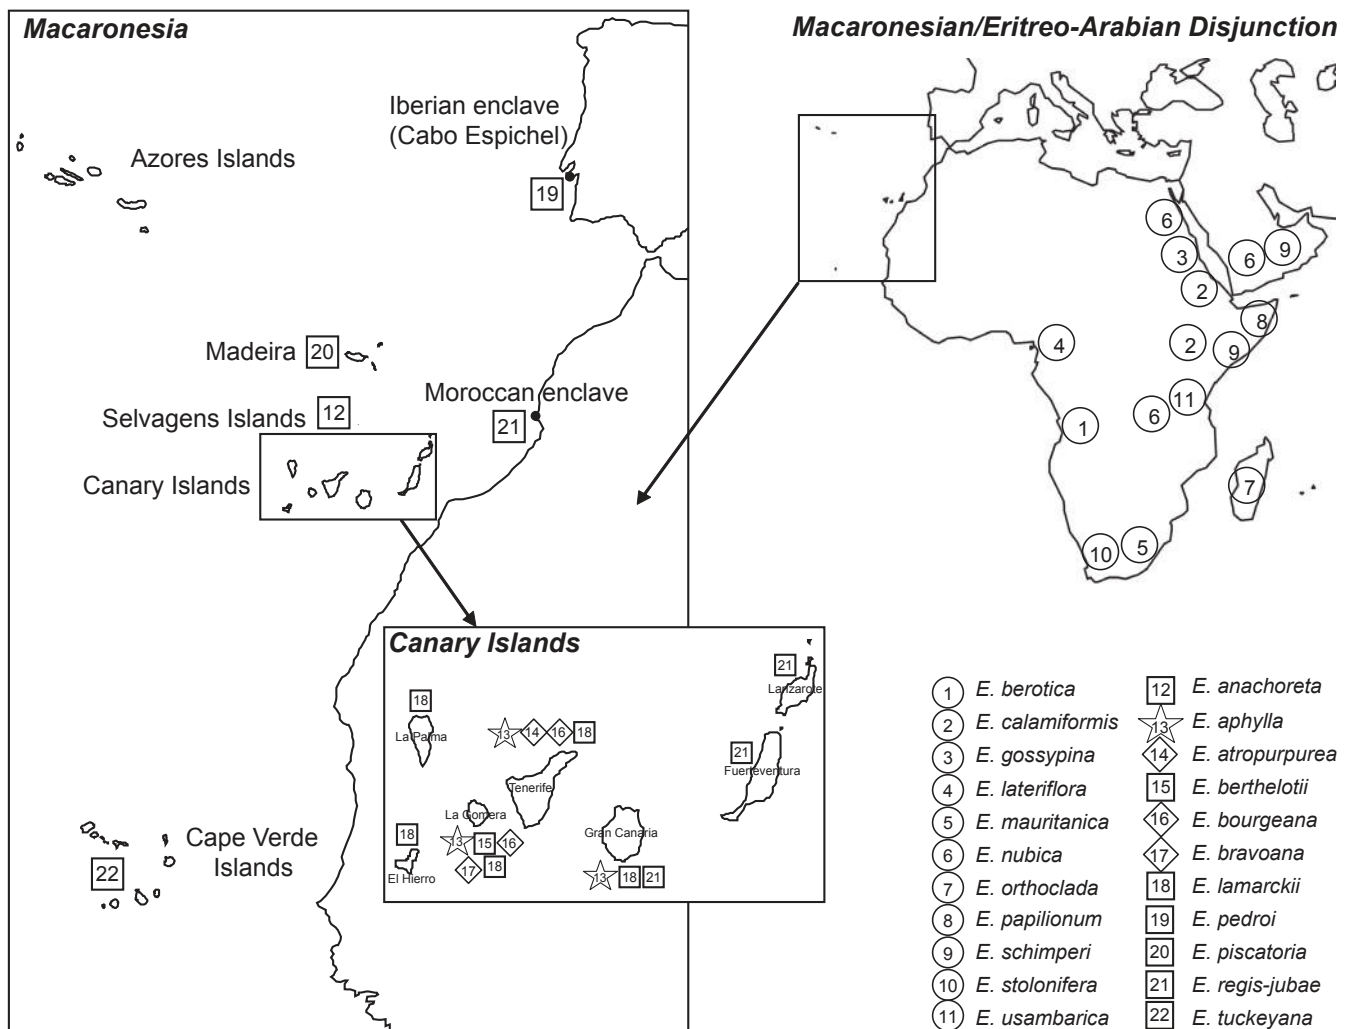 Macaronesia
Macaronesian/Eritreo-Arabian Disjunction
Iberian enclave
(Cabo Espichel)
Azores Islands
19
Madeira
20
Selvagens Islands
12
Moroccan enclave
21
Canary Islands
6
3
6
9
2
8
4
2
9
11
6
1
7
10
5
Canary Islands
21
Lanzarote
18
La Palma
13
14
16
18
21
Fuerteventura
Tenerife
La Gomera
Gran Canaria
18
13
15
16
El Hierro
17
18
13
18
21
Cape Verde
Islands
22
1 E. berotica
2 E. calamiformis
3 E. gossypina
4 E. lateriflora
5 E. mauritanica
6 E. nubica
7 E. orthoclada
8 E. papilionum
9 E. schimperi
10 E. stolonifera
11 E. usambarica
12 E. anachoreta
13 E. aphylla
14 E. atropurpurea
15 E. berthelotii
16 E. bourgeana
17 E. bravoana
18 E. lamarckii
19 E. pedroi
20 E. piscatoria
21 E. regis-jubae
22 E. tuckeyana